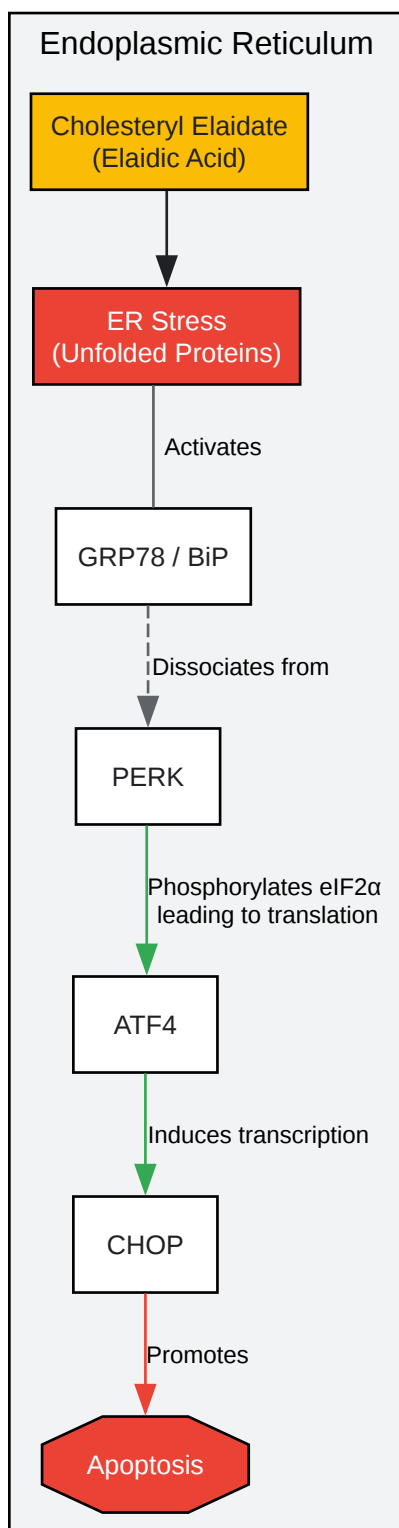 Endoplasmic Reticulum
Cholesteryl Elaidate
(Elaidic Acid)
ER Stress
(Unfolded Proteins)
Activates
GRP78 / BiP
Dissociates from
PERK
Phosphorylates eIF2α
leading to translation
ATF4
Induces transcription
CHOP
Promotes
Apoptosis